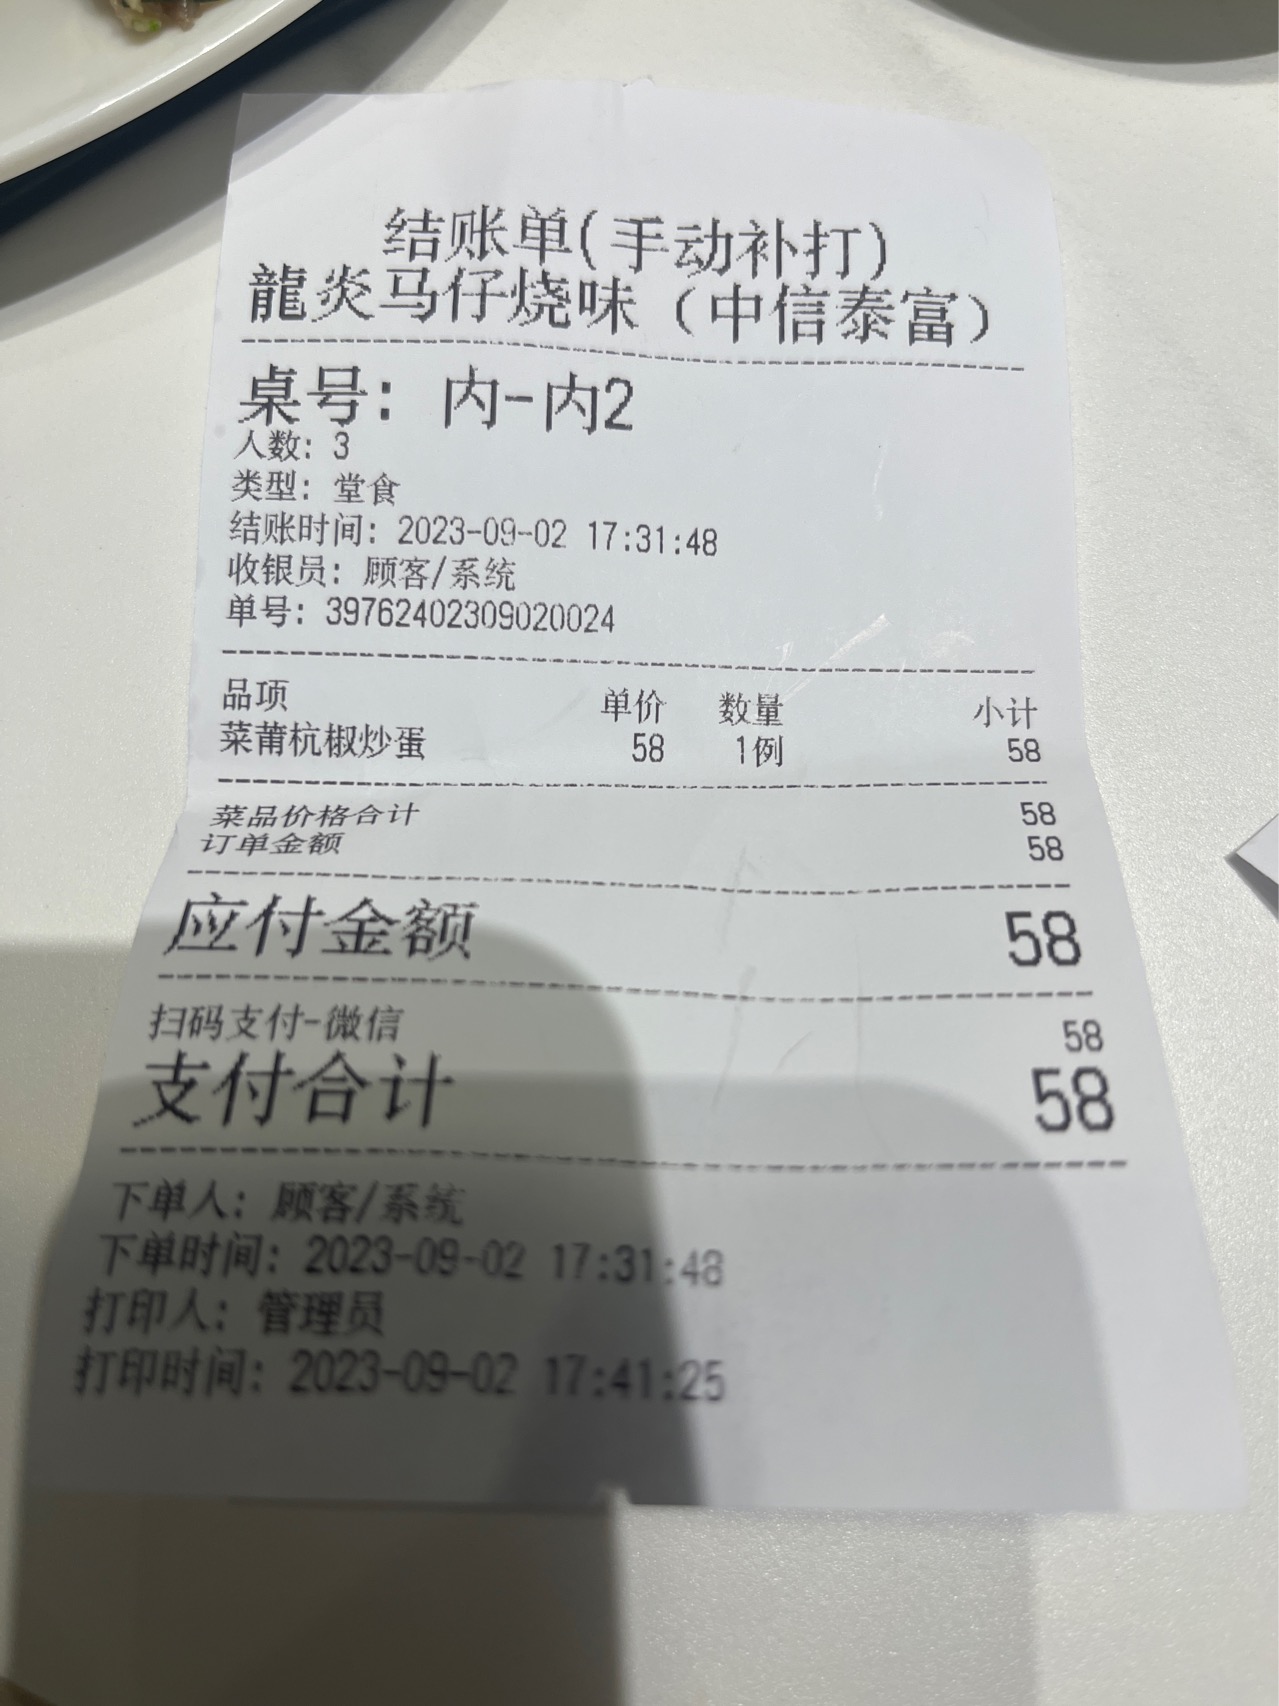 结账单(手动补打)
龍炎马仔烧味（中信泰富）
桌号: 内-内2
人数: 3
类型: 堂食
结账时间: 2023-09-02 17:31:48
收银员: 顾客/系统
单号: 39762402309020024
品项 单价 数量 小计
菜莆杭椒炒蛋 58 1例 58
菜品价格合计 58
订单金额 58
应付金额 58
扫码支付-微信 58
支付合计 58
下单人: 顾客/系统
下单时间: 2023-09-02 17:31:48
打印人: 管理员
打印时间: 2023-09-02 17:41:25